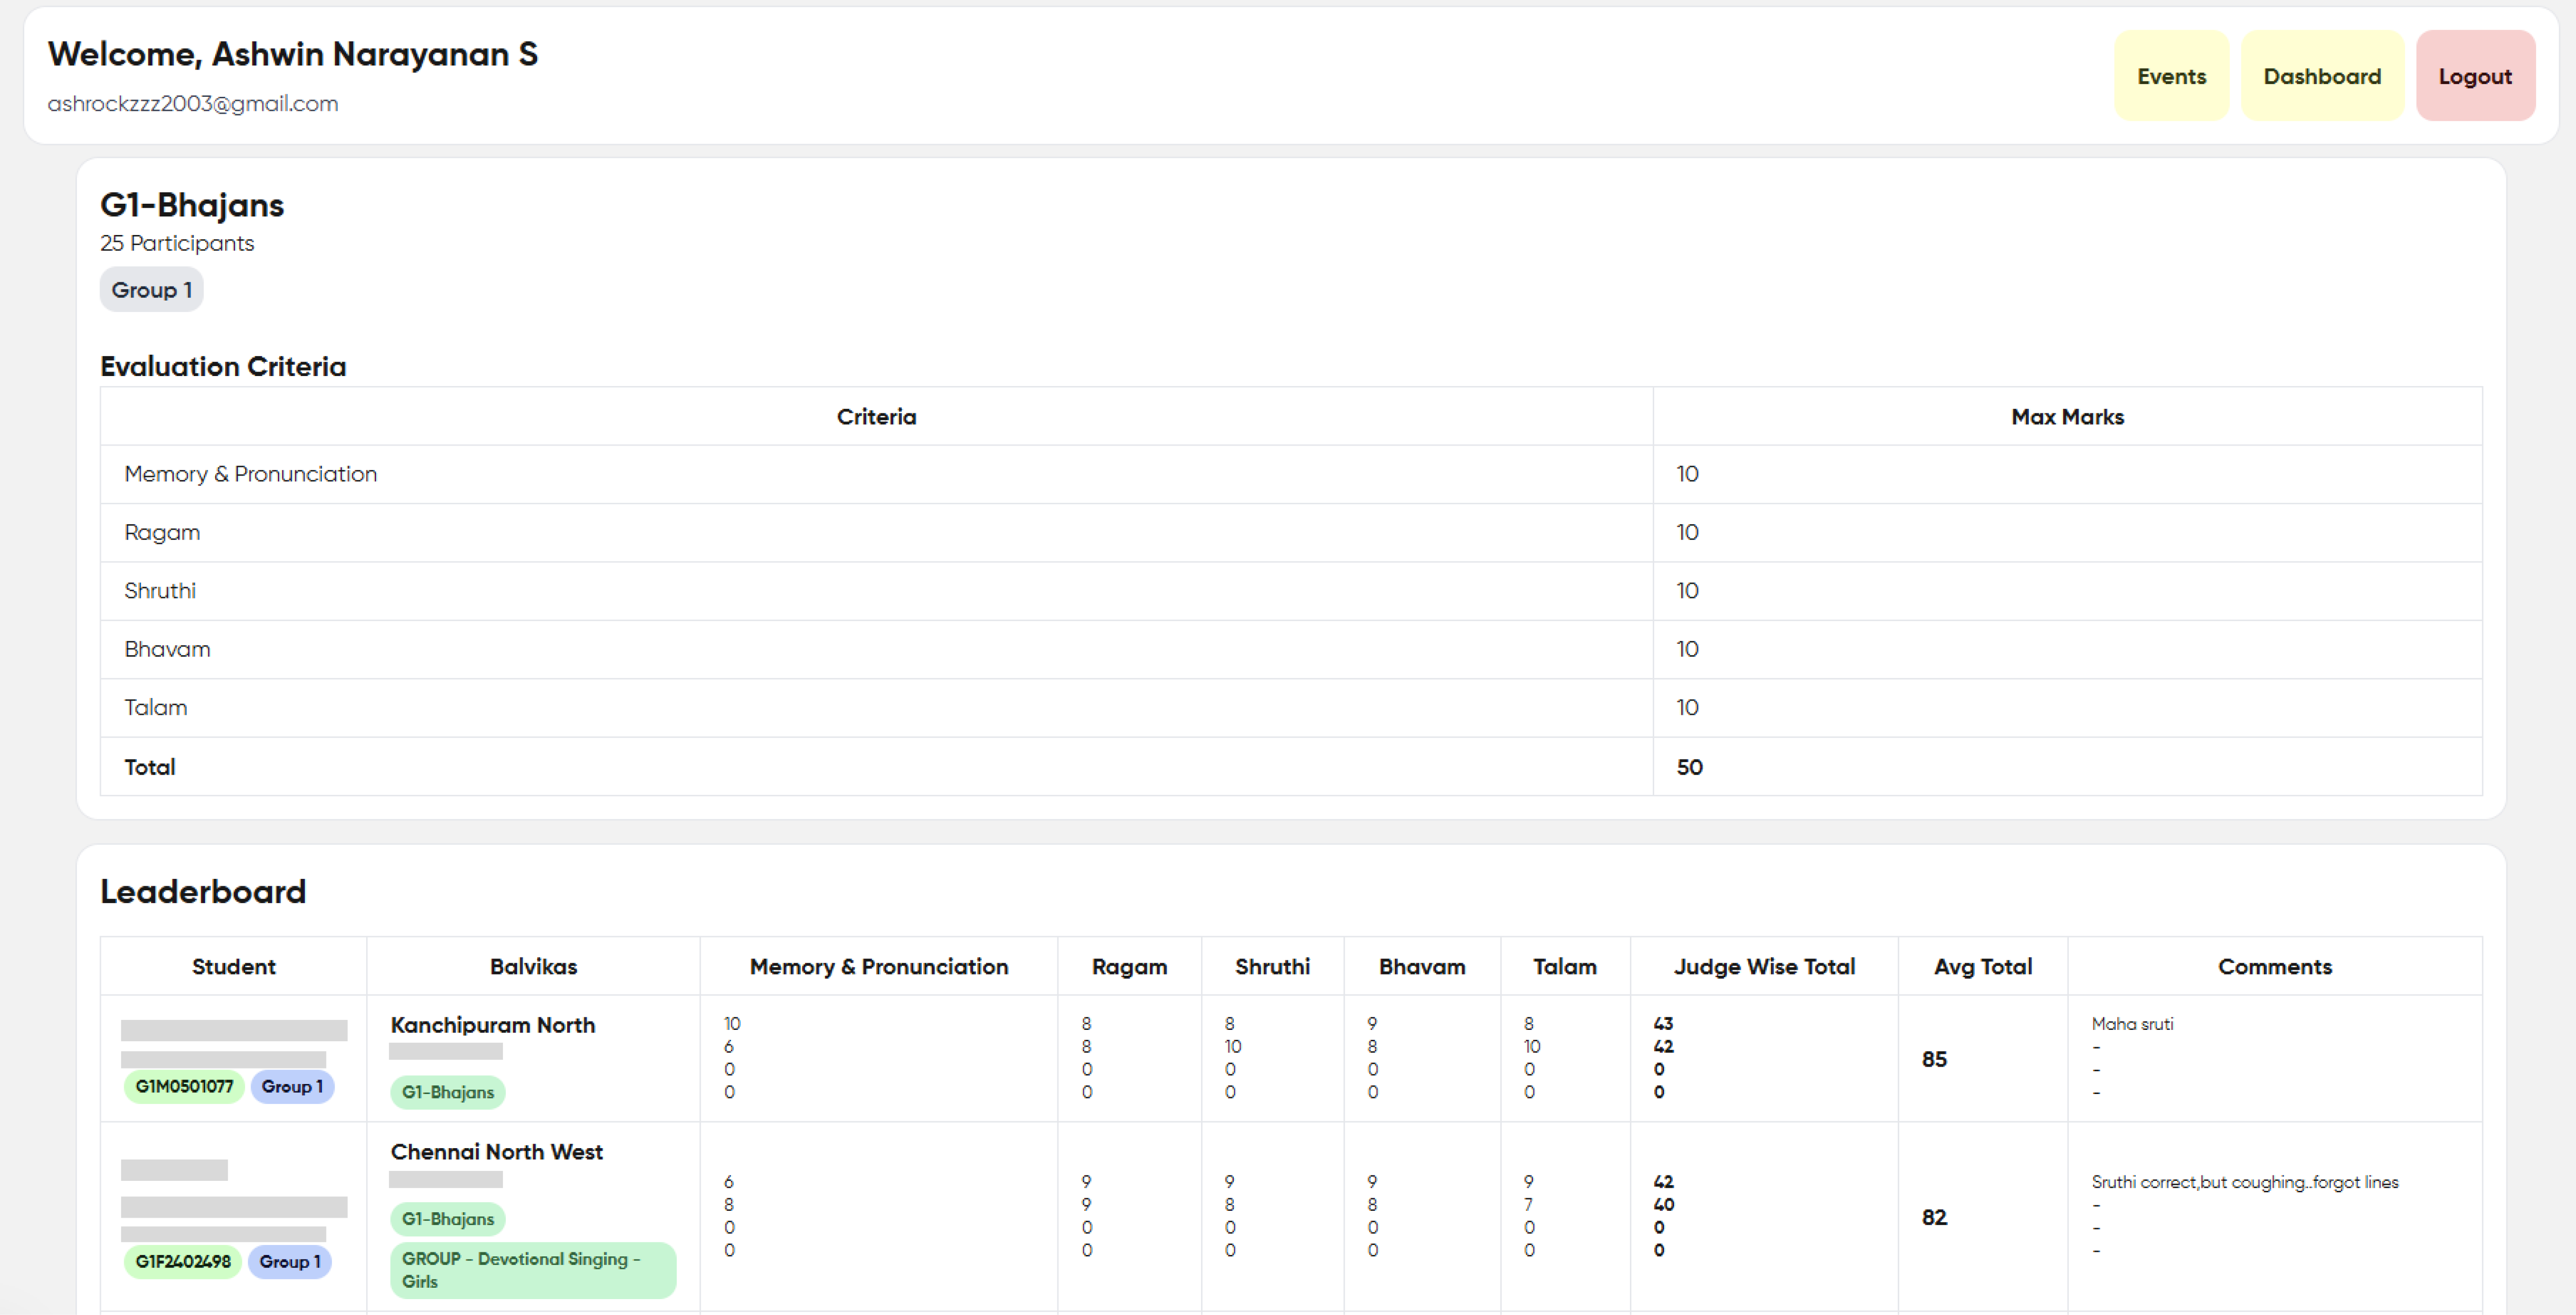 Welcome, Ashwin Narayanan S
ashrockzzz2003@gmail.com
Events
Dashboard
Logout
G1-Bhajans
25 Participants
Group 1
Evaluation Criteria
Criteria Max Marks
Memory & Pronunciation 10
Ragam 10
Shruthi 10
Bhavam 10
Talam 10
Total 50
Leaderboard
Student Balvikas Memory & Pronunciation Ragam Shruthi Bhavam Talam Judge Wise Total Avg Total Comments
G1M0501077 Group 1
Kanchipuram North
G1-Bhajans
10
6
0
0
8
8
0
0
8
10
0
0
9
8
0
0
8
10
0
0
43
42
0
0
85
Maha sruti
-
-
-
G1F2402498 Group 1
Chennai North West
G1-Bhajans
GROUP - Devotional Singing -
Girls
6
8
0
0
9
9
0
0
9
8
0
0
9
8
0
0
9
7
0
0
42
40
0
0
82
Sruthi correct,but coughing..forgot lines
-
-
-